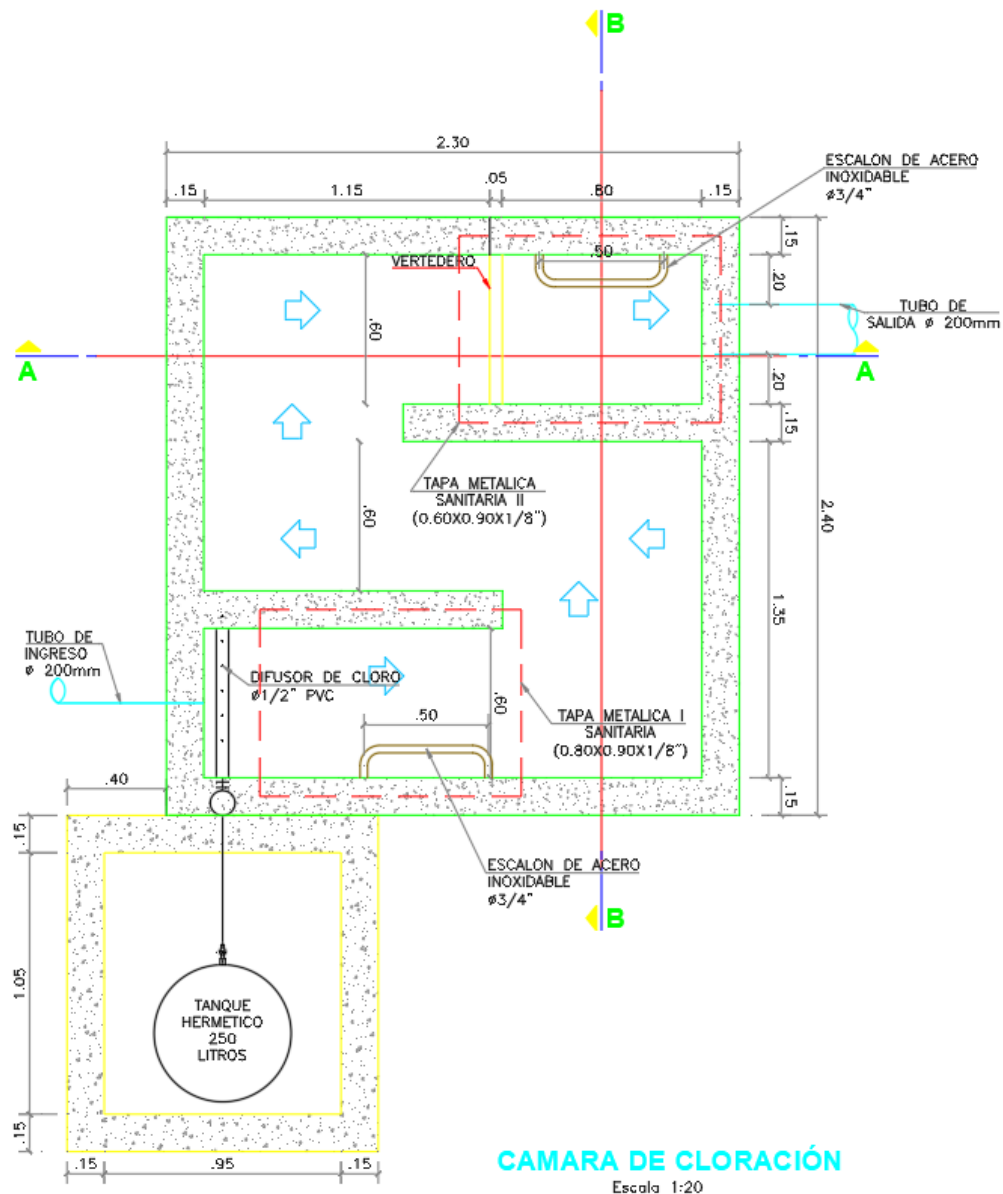 B
2.30
ESCALON DE ACERO
INOXIDABLE
ø3/4"
.15
1.15
.05
.80
.15
.15
.50
VERTEDERO
.20
TUBO DE
SALIDA ø 200mm
.60
A
A
.20
.15
TAPA METALICA
SANITARIA II
(0.60X0.90X1/8")
.60
2.40
1.35
TUBO DE
INGRESO
ø 200mm
DIFUSOR DE CLORO
ø1/2" PVC
.60
.50
TAPA METALICA I
SANITARIA
(0.80X0.90X1/8")
.40
.15
.15
ESCALON DE ACERO
INOXIDABLE
ø3/4"
B
1.05
TANQUE
HERMETICO
250
LITROS
.15
.15
.95
.15
CAMARA DE CLORACIÓN
Escala 1:20